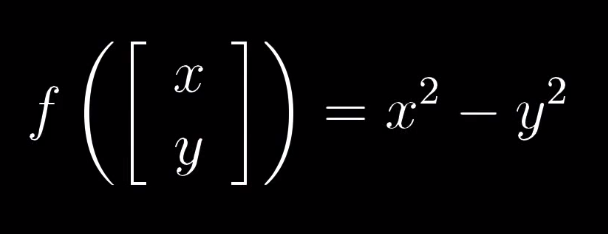 f([x y]) = x² − y²